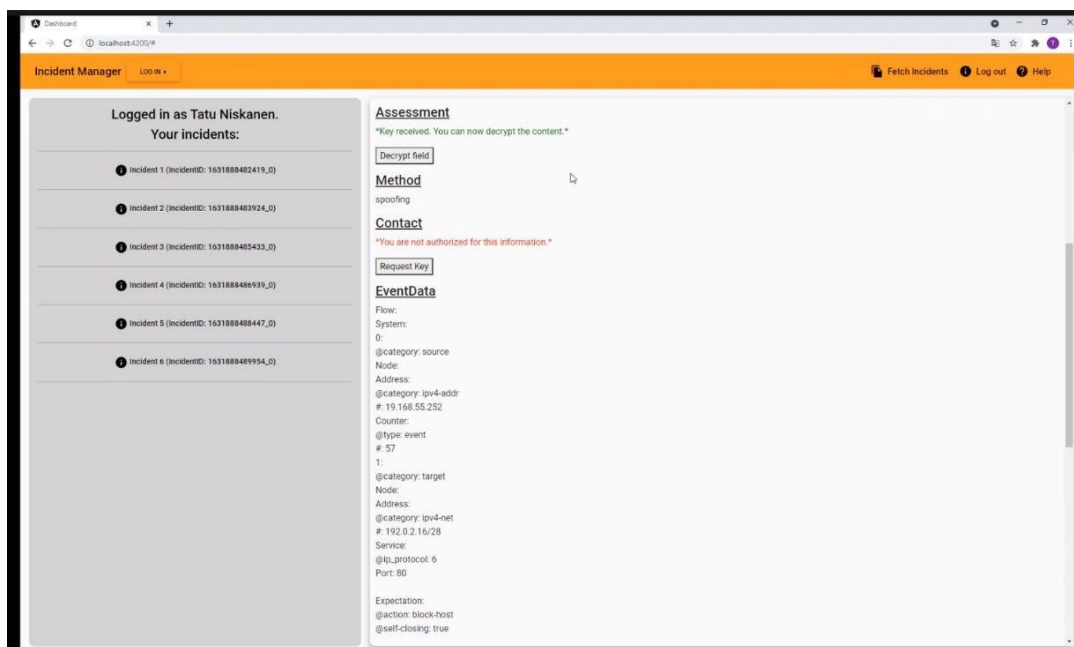 Dashboard
localhost:4200/#
Incident Manager
LOG IN
Fetch Incidents
Log out
Help
Logged in as Tatu Niskanen.
Your incidents:
Incident 1 (IncidentID: 1631888482419_0)
Incident 2 (IncidentID: 1631888483924_0)
Incident 3 (IncidentID: 1631888485433_0)
Incident 4 (IncidentID: 1631888486939_0)
Incident 5 (IncidentID: 1631888488447_0)
Incident 6 (IncidentID: 1631888489954_0)
Assessment
*Key received. You can now decrypt the content.*
Decrypt field
Method
spoofing
Contact
*You are not authorized for this information.*
Request Key
EventData
Flow:
System:
0:
@category: source
Node:
Address:
@category: ipv4-addr
#: 19.168.55.252
Counter:
@type: event
#: 57
1:
@category: target
Node:
Address:
@category: ipv4-net
#: 192.0.2.16/28
Service:
@ip_protocol: 6
Port: 80
Expectation:
@action: block-host
@self-closing: true